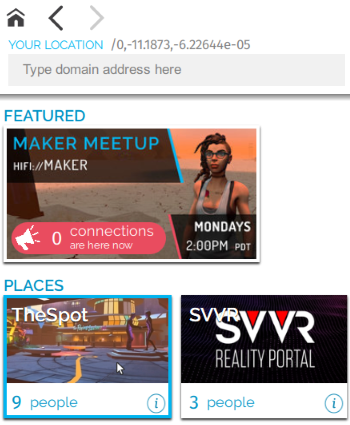 YOUR LOCATION /0,-11.1873,-6.22644e-05
Type domain address here
FEATURED
MAKER MEETUP
HIFI://MAKER
0 connections
are here now
MONDAYS
2:00PM PDT
PLACES
TheSpot
9 people i
SVVR
SVVR
REALITY PORTAL
3 people i